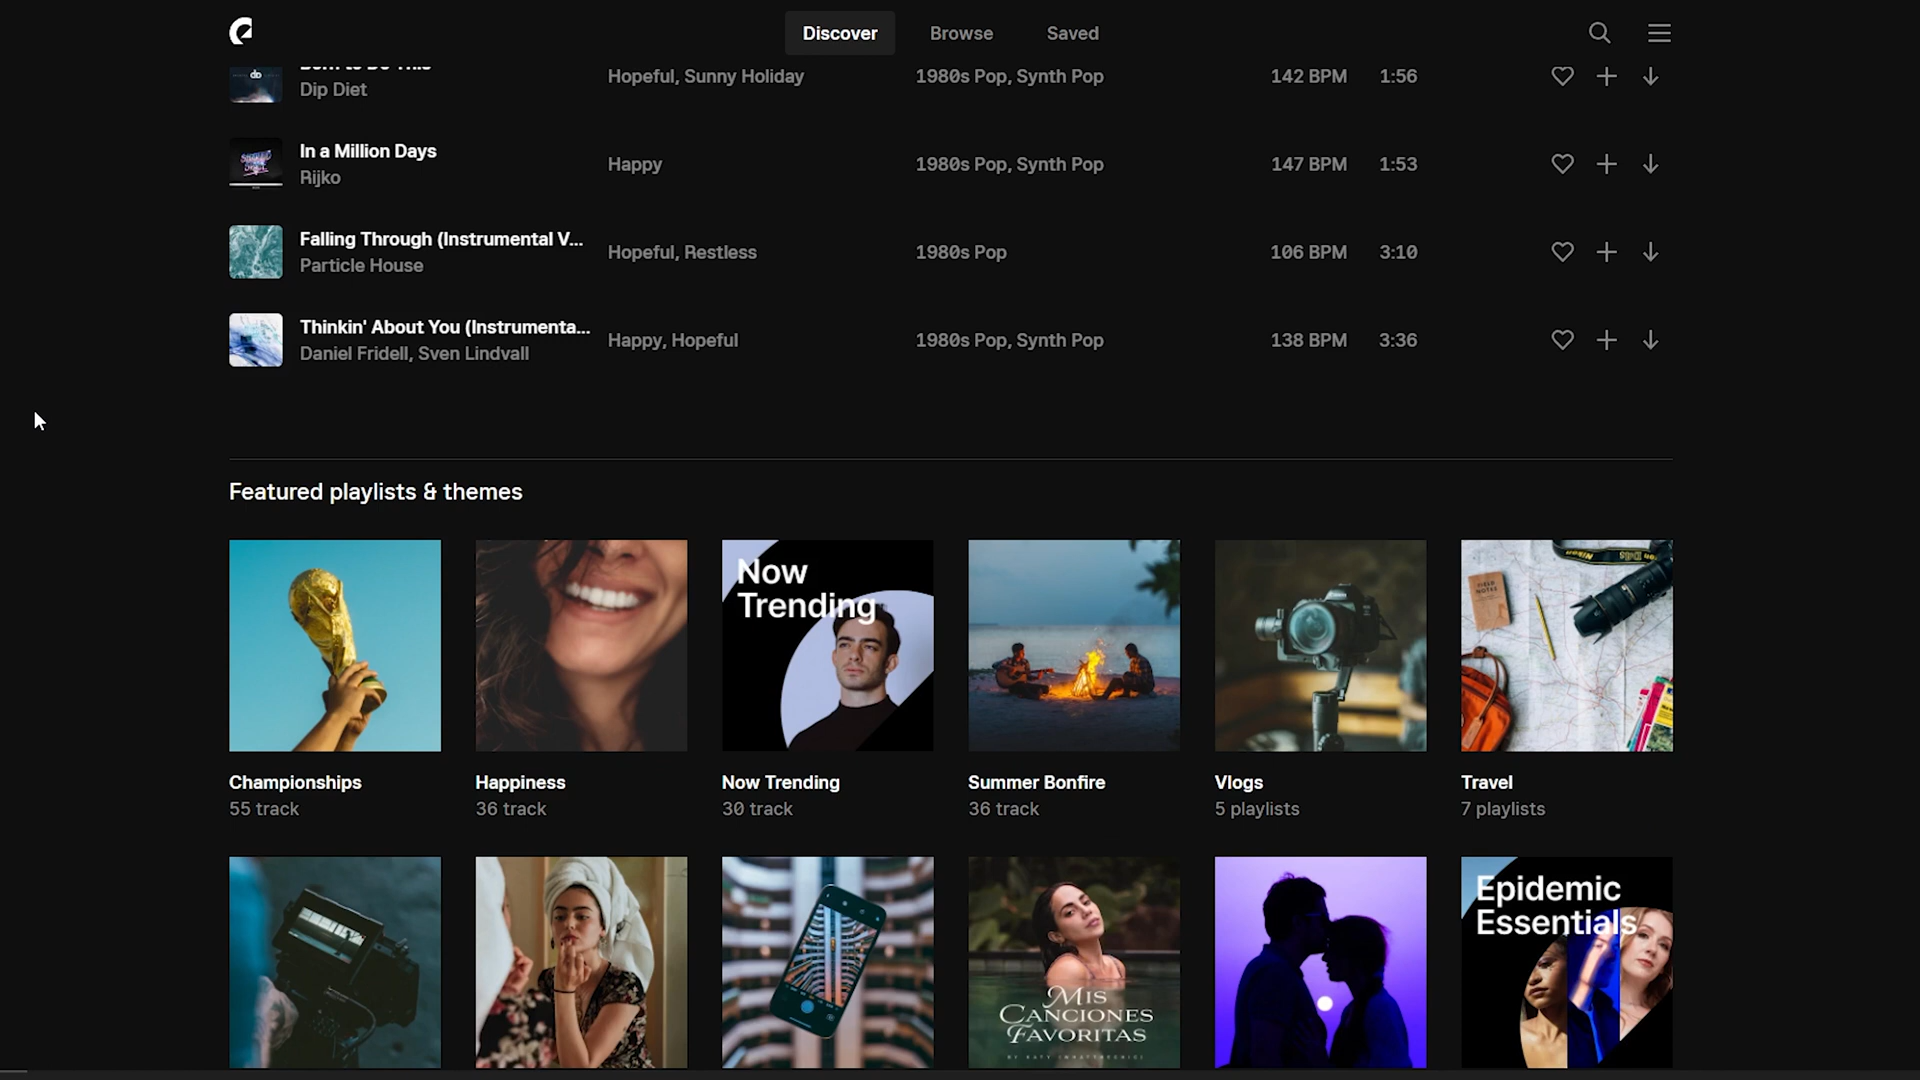 Discover
Browse
Saved
Dip Diet
Hopeful, Sunny Holiday
1980s Pop, Synth Pop
142 BPM
1:56
In a Million Days
Rijko
Happy
1980s Pop, Synth Pop
147 BPM
1:53
Falling Through (Instrumental V...
Particle House
Hopeful, Restless
1980s Pop
106 BPM
3:10
Thinkin' About You (Instrumenta...
Daniel Fridell, Sven Lindvall
Happy, Hopeful
1980s Pop, Synth Pop
138 BPM
3:36
Featured playlists & themes
Now
Trending
FIELD
NOTES
Nikon
Championships
55 track
Happiness
36 track
Now Trending
30 track
Summer Bonfire
36 track
Vlogs
5 playlists
Travel
7 playlists
MIS
CANCIONES
FAVORITAS
Epidemic
Essentials